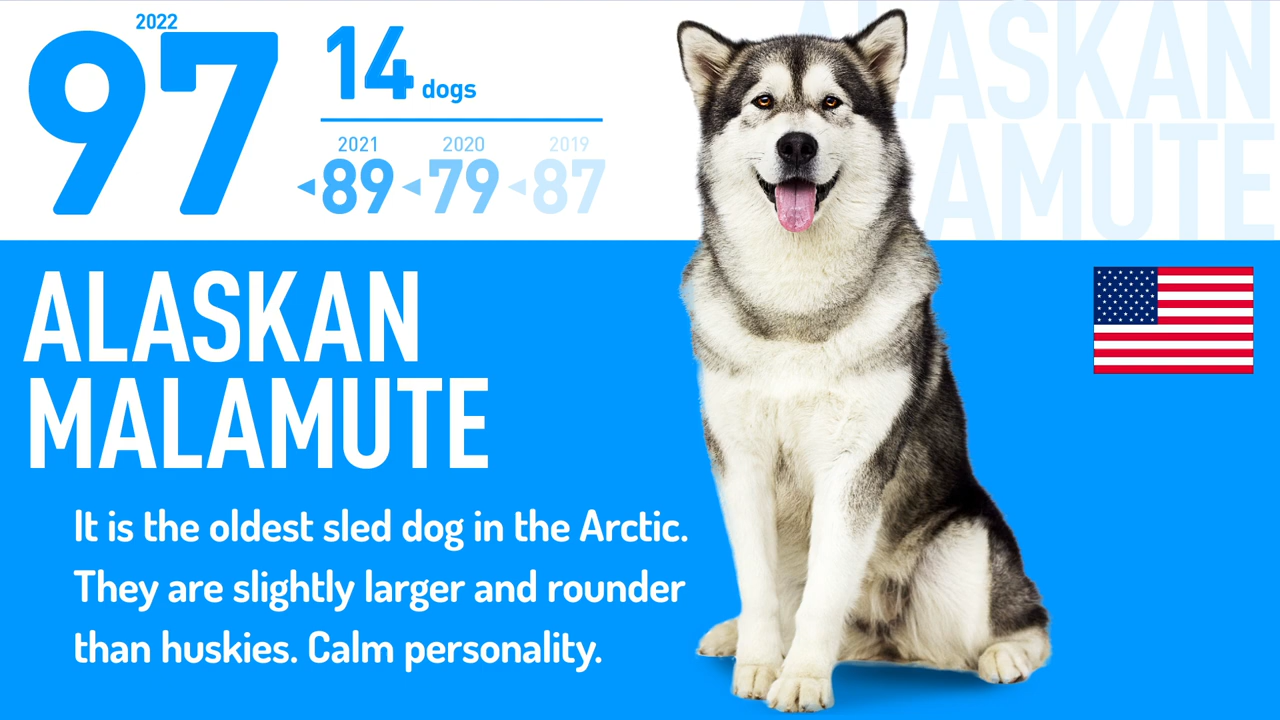 2022
97
14 dogs
2021 2020 2019
◂89 ◂79 ◂87
ALASKAN
MALAMUTE
ALASKAN
MALAMUTE
It is the oldest sled dog in the Arctic.
They are slightly larger and rounder
than huskies. Calm personality.